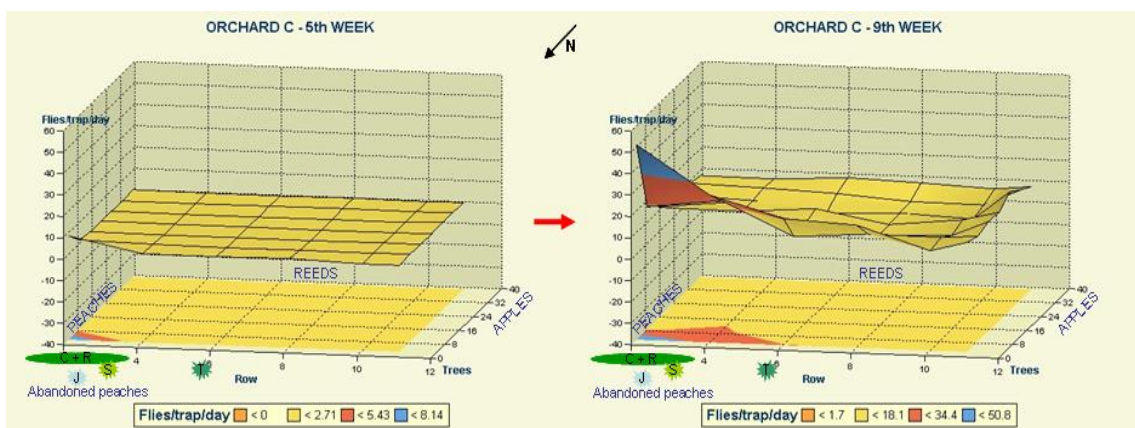 ORCHARD C - 5th WEEK
Flies/trap/day
60
50
40
30
20
10
0
-10
-20
-30
-40
REEDS
PEACHES
APPLES
40
32
24
16
8
0
Trees
C + R
S
J
T
4
6
8
10
12
Row
Abandoned peaches
Flies/trap/day < 0 < 2.71 < 5.43 < 8.14
N
ORCHARD C - 9th WEEK
Flies/trap/day
60
50
40
30
20
10
0
-10
-20
-30
-40
REEDS
PEACHES
APPLES
40
32
24
16
8
0
Trees
C + R
S
J
T
4
6
8
10
12
Row
Abandoned peaches
Flies/trap/day < 1.7 < 18.1 < 34.4 < 50.8